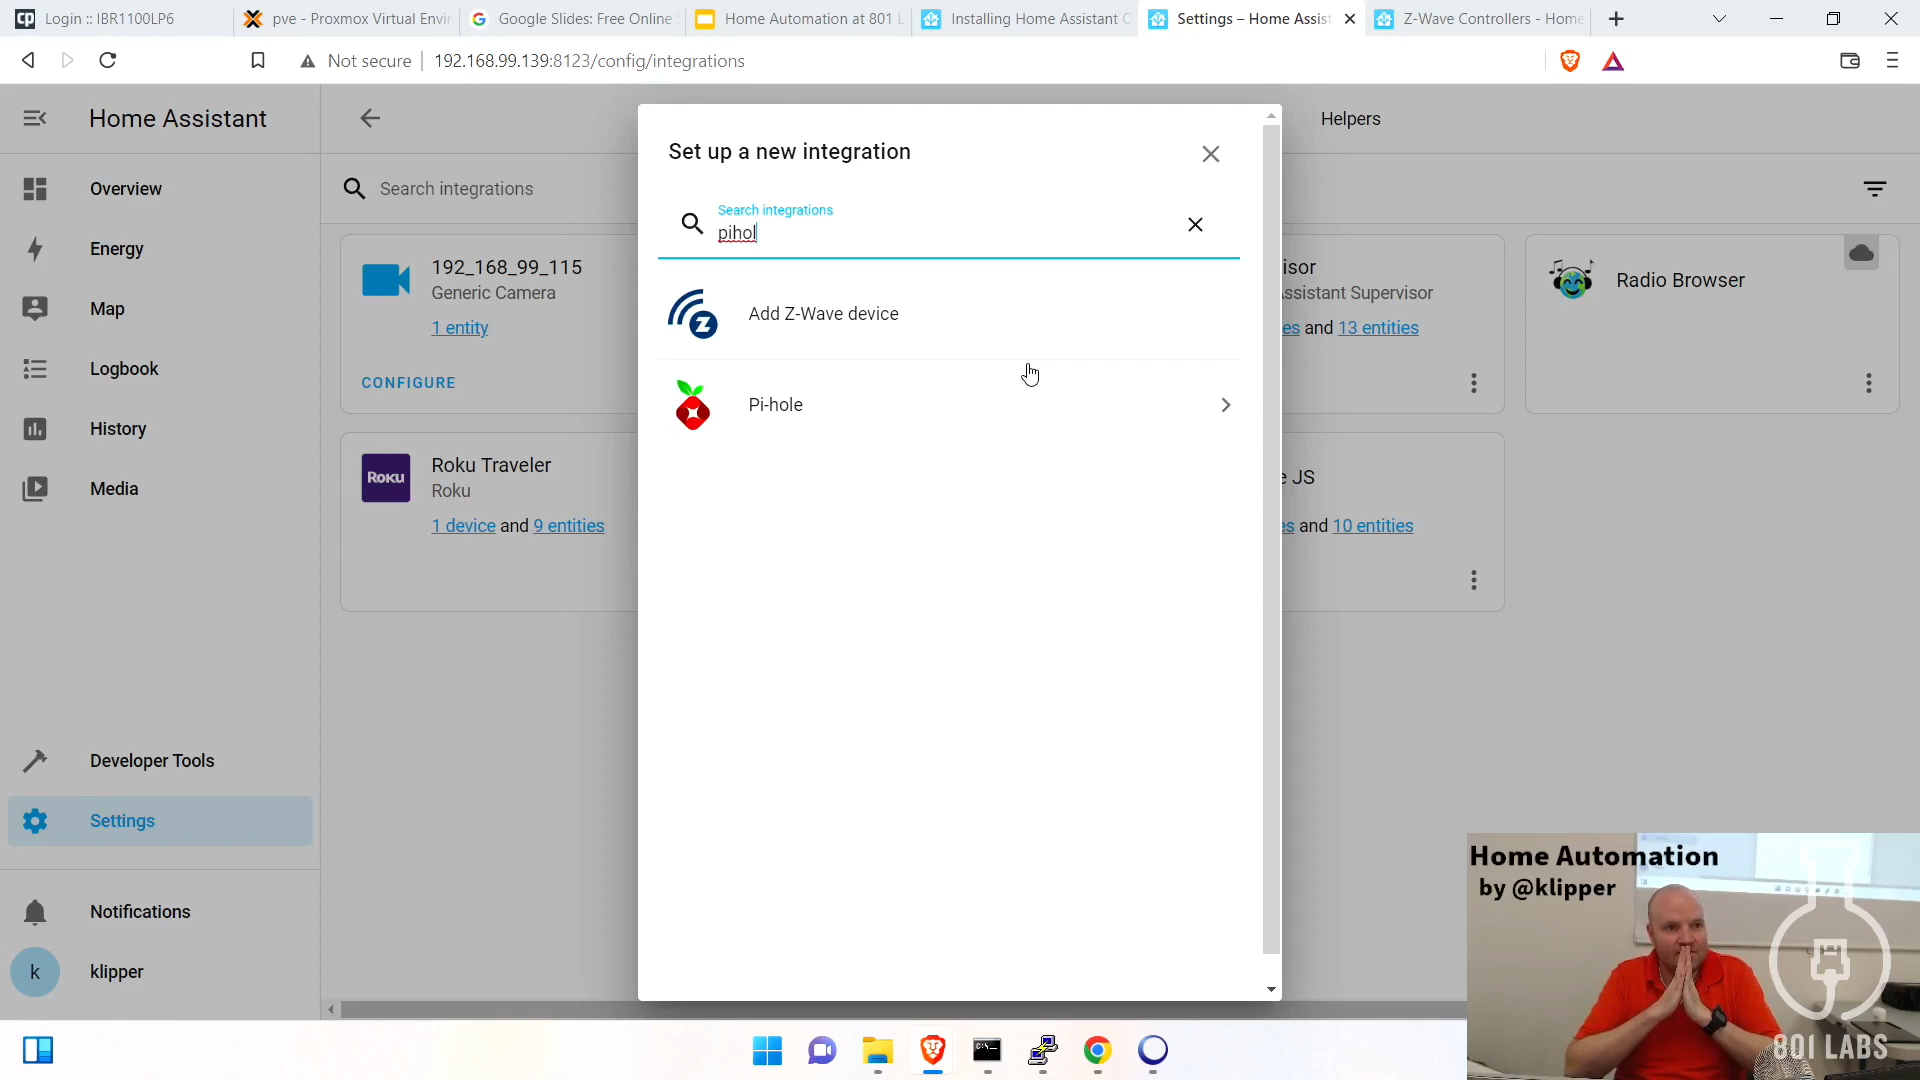 Login :: IBR1100LP6
pve - Proxmox Virtual Envir
Google Slides: Free Online
Home Automation at 801 L
Installing Home Assistant O
Settings – Home Assist
Z-Wave Controllers - Home
Not secure
192.168.99.139:8123/config/integrations
Home Assistant
Helpers
Overview
Energy
Map
Logbook
History
Media
Developer Tools
Settings
Notifications
k
klipper
Search integrations
192_168_99_115
Generic Camera
1 entity
CONFIGURE
Roku
Roku Traveler
Roku
1 device and 9 entities
Set up a new integration
Search integrations
pihol
Add Z-Wave device
Pi-hole
isor
ssistant Supervisor
es and 13 entities
Radio Browser
e JS
es and 10 entities
Home Automation
by @klipper
801 LABS